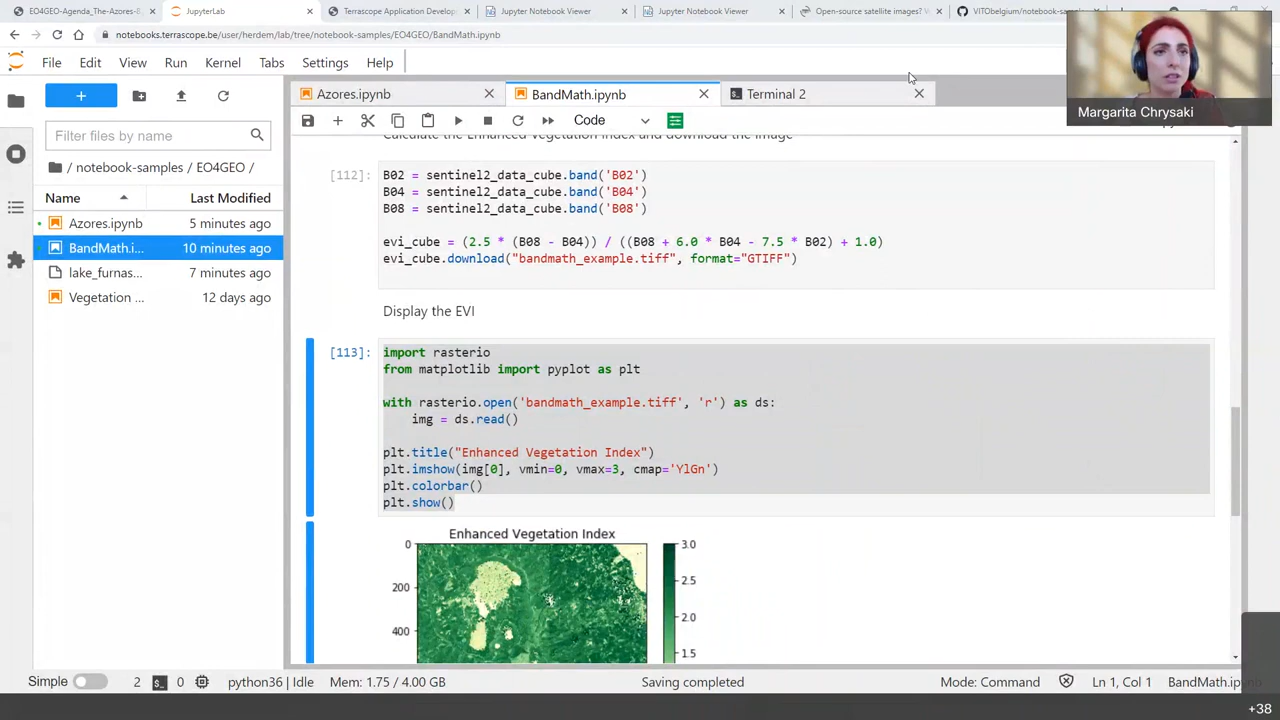 EO4GEO-Agenda_The-Azores-8
JupyterLab
Terrascope Application Develop
Jupyter Notebook Viewer
Jupyter Notebook Viewer
Open-source satellite images? V
VITObelgium/notebook-sam
notebooks.terrascope.be/user/herdem/lab/tree/notebook-samples/EO4GEO/BandMath.ipynb
File Edit View Run Kernel Tabs Settings Help
Margarita Chrysaki
Azores.ipynb
BandMath.ipynb
Terminal 2
+
Code
Filter files by name
/ notebook-samples / EO4GEO /
Name Last Modified
Azores.ipynb 5 minutes ago
BandMath.i... 10 minutes ago
lake_furnas... 7 minutes ago
Vegetation ... 12 days ago
Calculate the Enhanced Vegetation Index and download the image
[112]: B02 = sentinel2_data_cube.band('B02')
B04 = sentinel2_data_cube.band('B04')
B08 = sentinel2_data_cube.band('B08')
evi_cube = (2.5 * (B08 - B04)) / ((B08 + 6.0 * B04 - 7.5 * B02) + 1.0)
evi_cube.download("bandmath_example.tiff", format="GTIFF")
Display the EVI
[113]: import rasterio
from matplotlib import pyplot as plt
with rasterio.open('bandmath_example.tiff', 'r') as ds:
img = ds.read()
plt.title("Enhanced Vegetation Index")
plt.imshow(img[0], vmin=0, vmax=3, cmap='YlGn')
plt.colorbar()
plt.show()
Enhanced Vegetation Index
0
200
400
3.0
2.5
2.0
1.5
Simple 2 $_ 0 python36 | Idle Mem: 1.75 / 4.00 GB Saving completed Mode: Command Ln 1, Col 1 BandMath.ipynb
+38